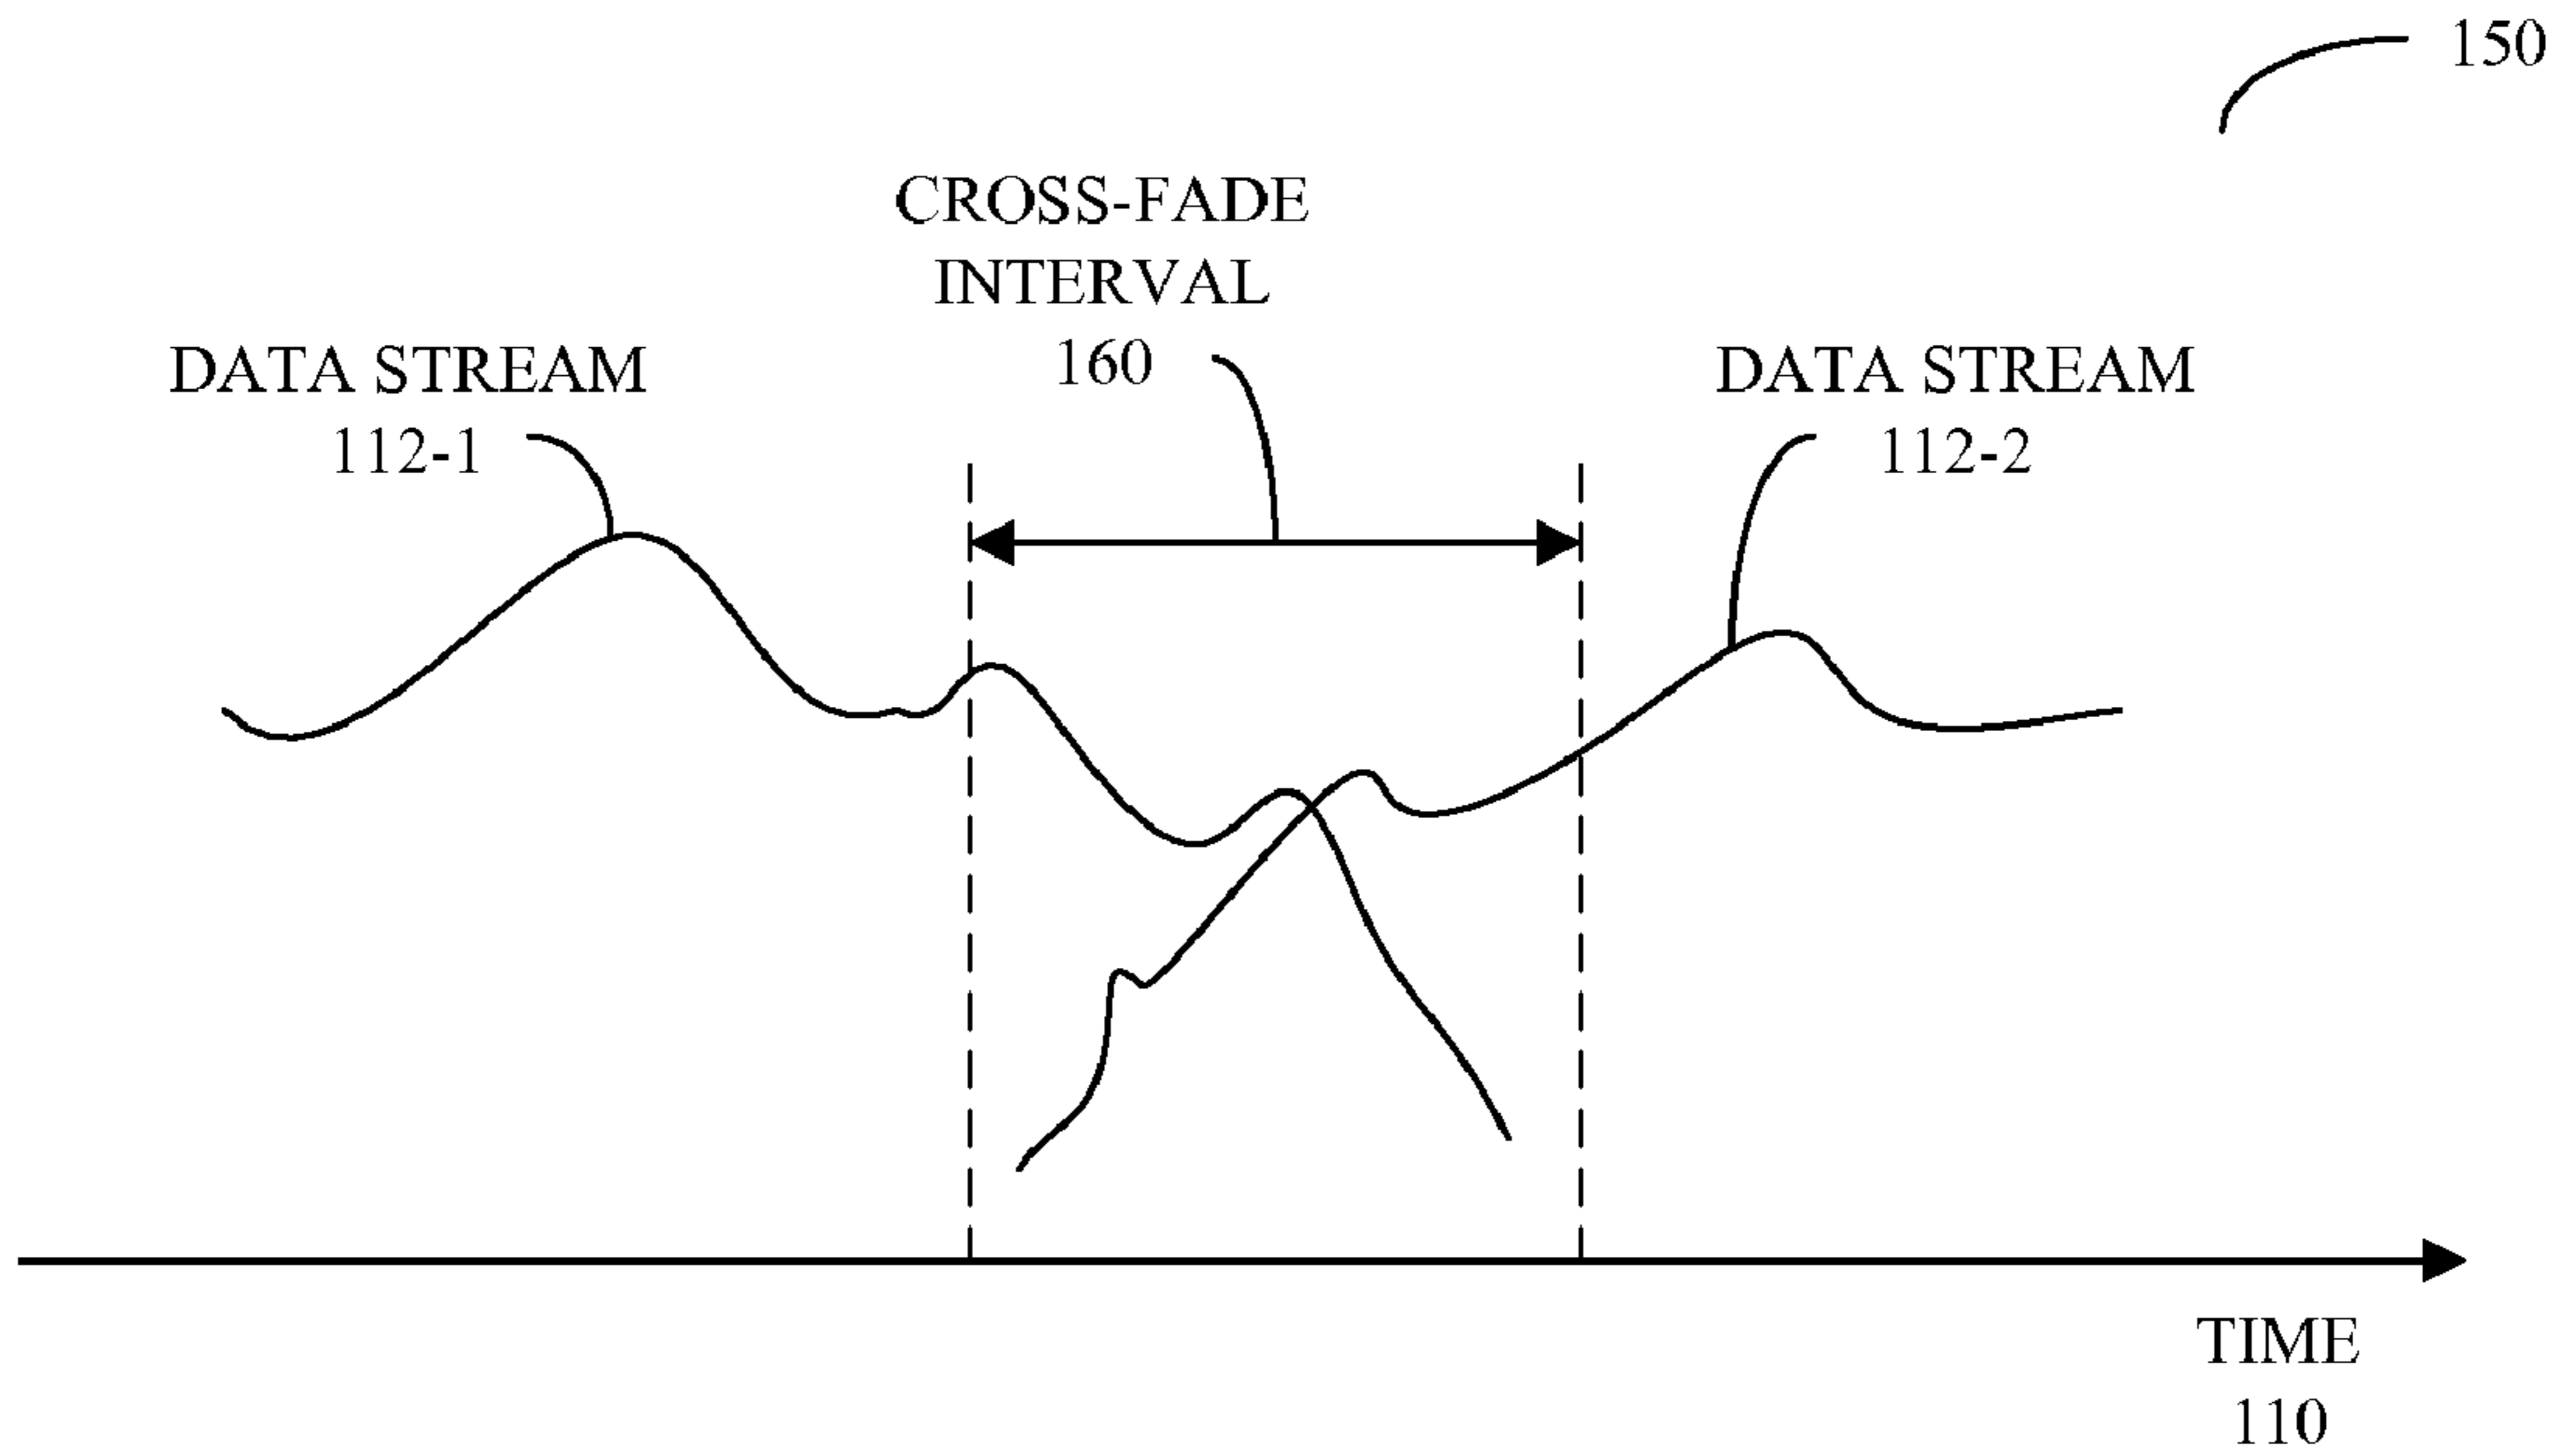 150
CROSS-FADE
INTERVAL
160
DATA STREAM
112-1
DATA STREAM
112-2
TIME
110